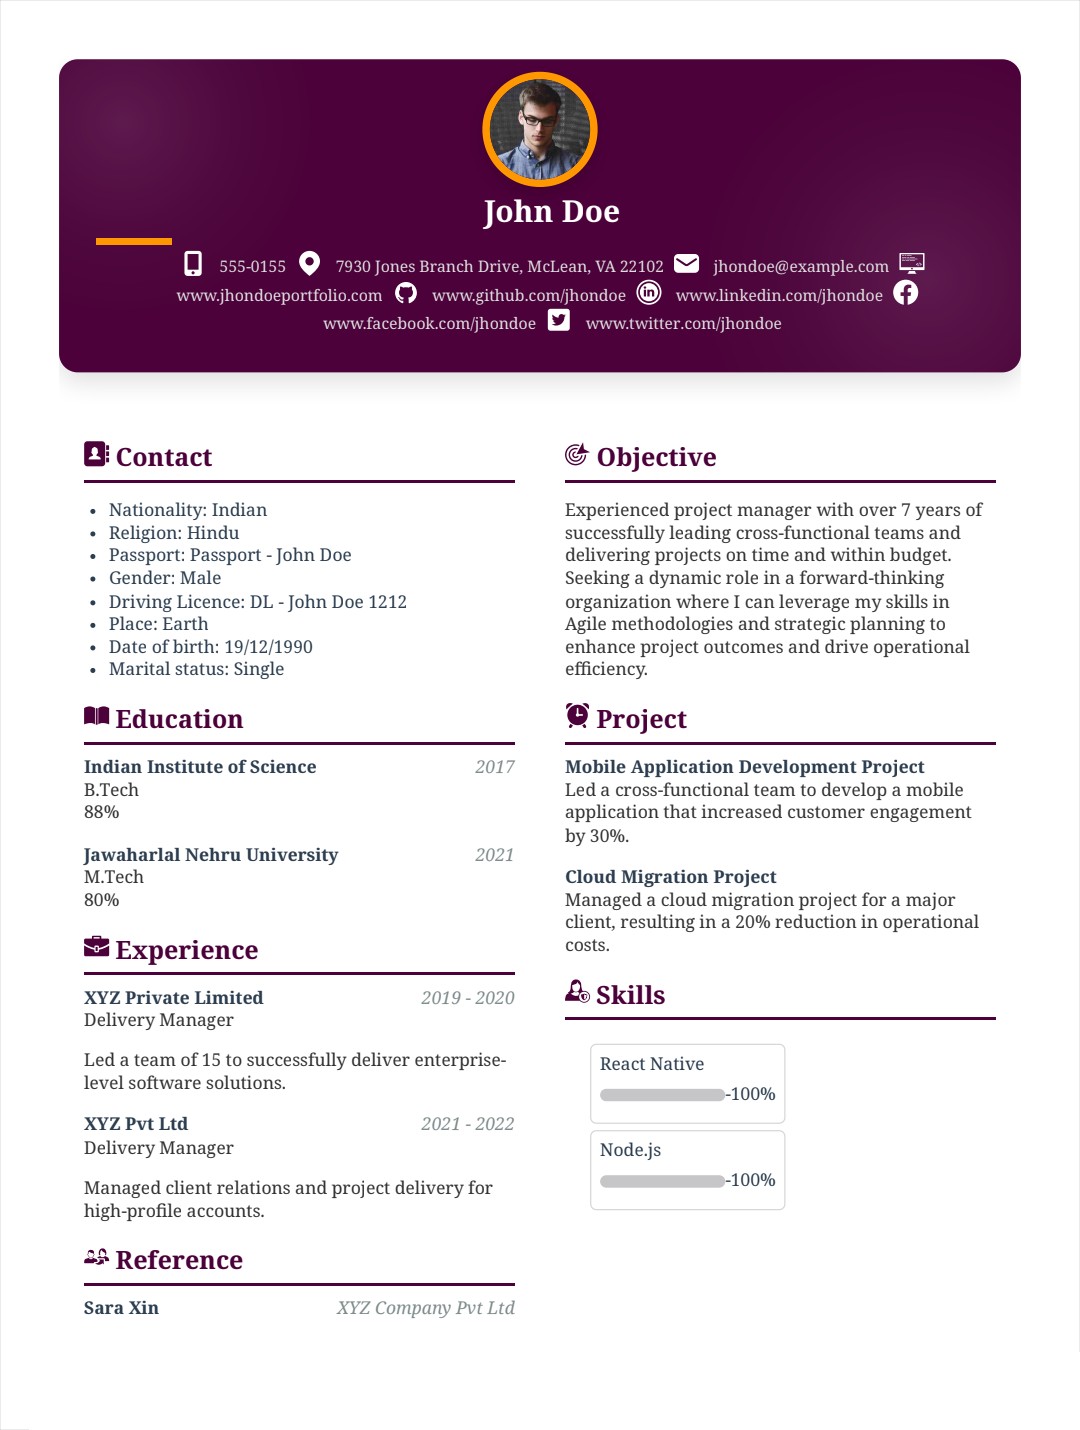 John Doe
555-0155 7930 Jones Branch Drive, McLean, VA 22102 jhondoe@example.com
www.jhondoeportfolio.com www.github.com/jhondoe www.linkedin.com/jhondoe
www.facebook.com/jhondoe www.twitter.com/jhondoe
Contact
Nationality: Indian
Religion: Hindu
Passport: Passport - John Doe
Gender: Male
Driving Licence: DL - John Doe 1212
Place: Earth
Date of birth: 19/12/1990
Marital status: Single
Education
Indian Institute of Science 2017
B.Tech
88%
Jawaharlal Nehru University 2021
M.Tech
80%
Experience
XYZ Private Limited 2019 - 2020
Delivery Manager
Led a team of 15 to successfully deliver enterprise-
level software solutions.
XYZ Pvt Ltd 2021 - 2022
Delivery Manager
Managed client relations and project delivery for
high-profile accounts.
Reference
Sara Xin XYZ Company Pvt Ltd
Objective
Experienced project manager with over 7 years of
successfully leading cross-functional teams and
delivering projects on time and within budget.
Seeking a dynamic role in a forward-thinking
organization where I can leverage my skills in
Agile methodologies and strategic planning to
enhance project outcomes and drive operational
efficiency.
Project
Mobile Application Development Project
Led a cross-functional team to develop a mobile
application that increased customer engagement
by 30%.
Cloud Migration Project
Managed a cloud migration project for a major
client, resulting in a 20% reduction in operational
costs.
Skills
React Native
-100%
Node.js
-100%